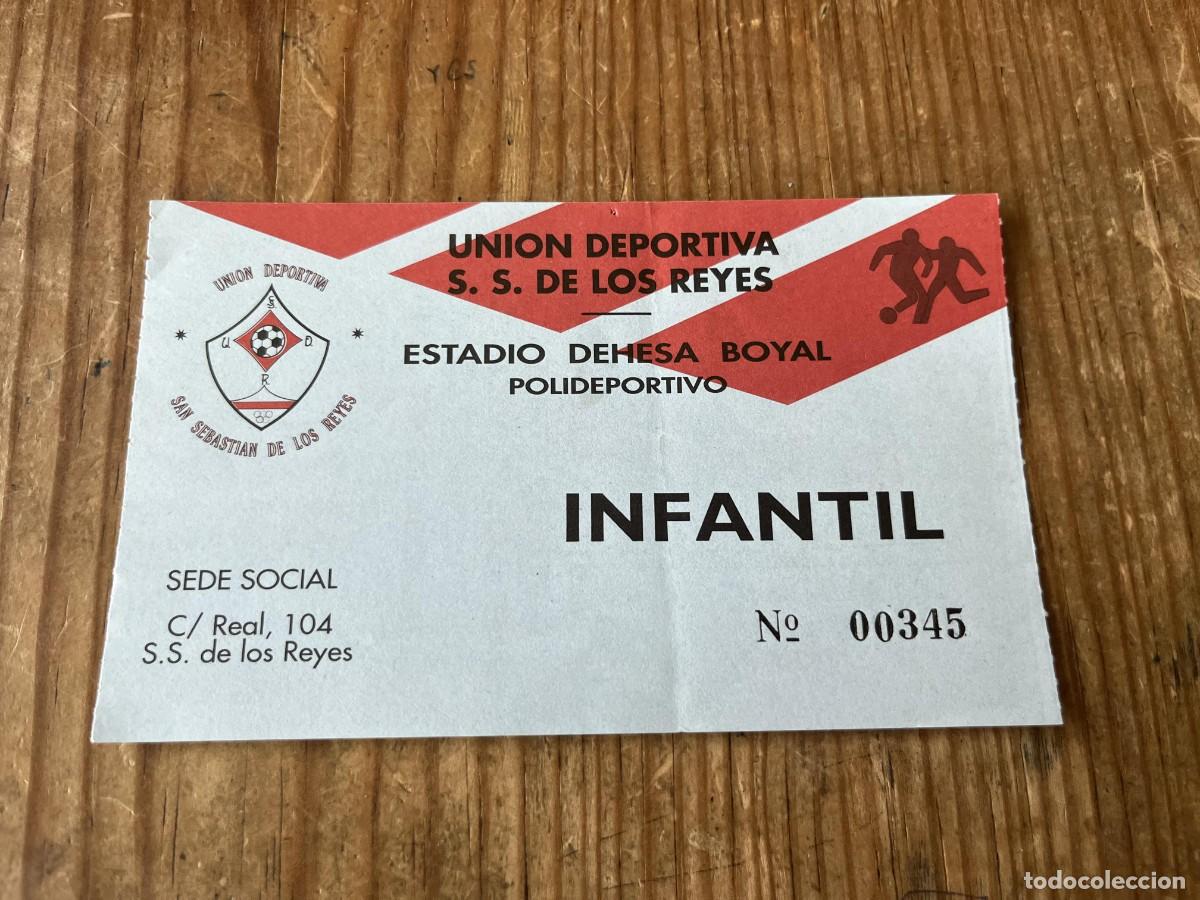 UNION DEPORTIVA
S. S. DE LOS REYES
ESTADIO DEHESA BOYAL
POLIDEPORTIVO
UNION DEPORTIVA
S.S.
U. D.
R
SAN SEBASTIAN DE LOS REYES
INFANTIL
SEDE SOCIAL
C/ Real, 104
S.S. de los Reyes
Nº 00345
todocoleccion